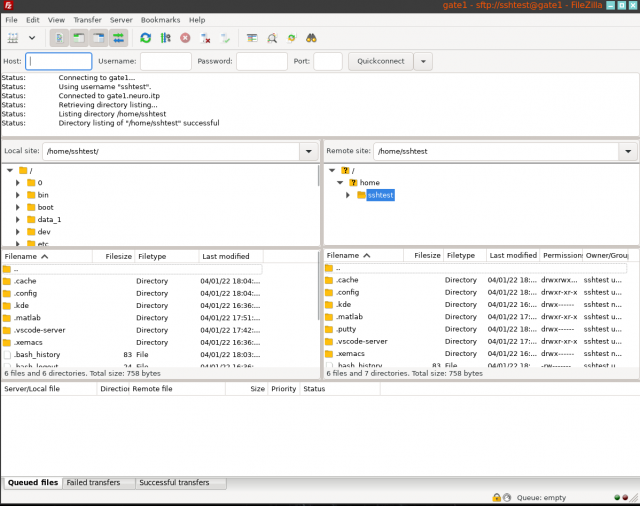 gate1 - sftp://sshtest@gate1 - FileZilla
File Edit View Transfer Server Bookmarks Help
Host: Username: Password: Port: Quickconnect
Status: Connecting to gate1...
Status: Using username "sshtest".
Status: Connected to gate1.neuro.itp
Status: Retrieving directory listing...
Status: Listing directory /home/sshtest
Status: Directory listing of "/home/sshtest" successful
Local site: /home/sshtest/
/
0
bin
boot
data_1
dev
etc
Remote site: /home/sshtest
/
home
sshtest
Filename Filesize Filetype Last modified
..
.cache Directory 04/01/22 18:04:...
.config Directory 04/01/22 18:04:...
.kde Directory 04/01/22 16:36:...
.matlab Directory 04/01/22 17:51:...
.vscode-server Directory 04/01/22 17:42:...
.xemacs Directory 04/01/22 16:36:...
.bash_history 83 File 04/01/22 18:03:...
.bash_logout 24 File 04/01/22 16:36:...
6 files and 6 directories. Total size: 758 bytes
Filename Filesize Filetype Last modified Permission Owner/Grou
..
.cache Directory 04/01/22 18:... drwxrwx... sshtest u...
.config Directory 04/01/22 18:... drwxr-xr-x sshtest u...
.kde Directory 04/01/22 16:... drwx------ sshtest n...
.matlab Directory 04/01/22 17:... drwxr-xr-x sshtest u...
.putty Directory 04/01/22 18:... drwx------ sshtest u...
.vscode-server Directory 04/01/22 17:... drwxr-xr-x sshtest u...
.xemacs Directory 04/01/22 16:... drwx------ sshtest n...
.bash_history 83 File 04/01/22 18:... -rw------- sshtest u...
6 files and 7 directories. Total size: 758 bytes
Server/Local file Direction Remote file Size Priority Status
Queued files Failed transfers Successful transfers
Queue: empty